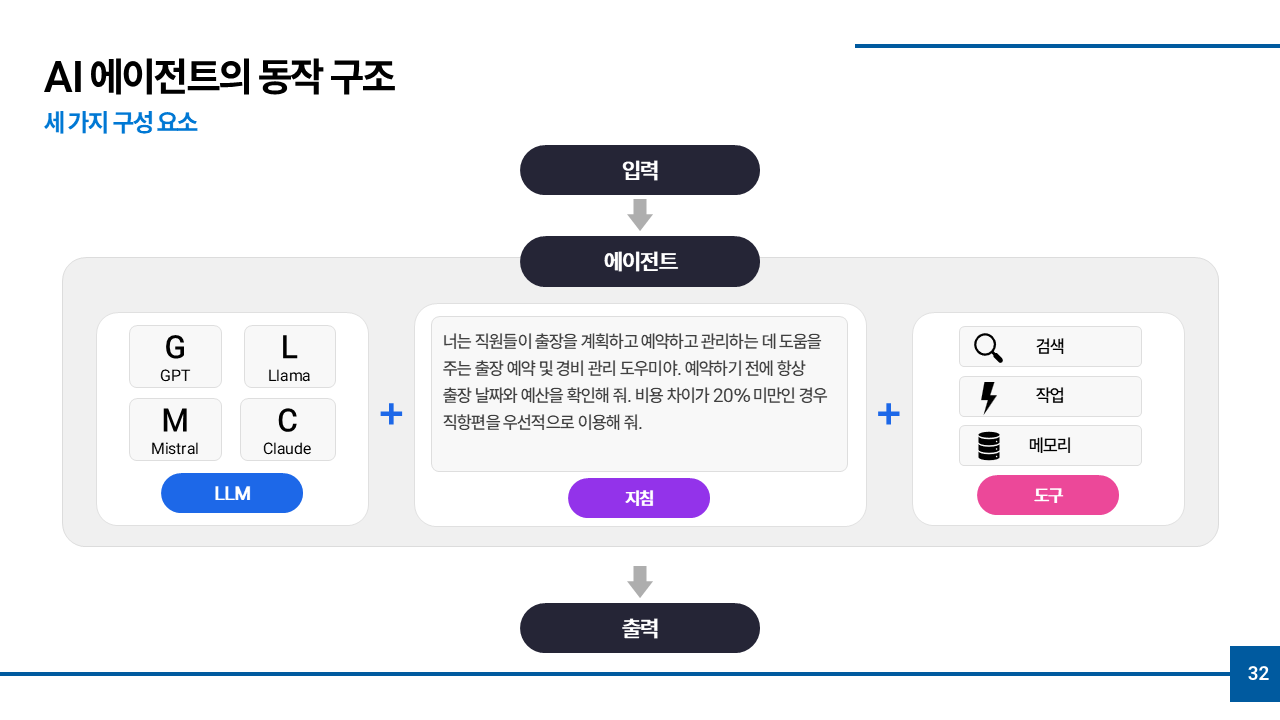 AI 에이전트의 동작 구조
세 가지 구성 요소
입력
에이전트
G
GPT
L
Llama
M
Mistral
C
Claude
LLM
+
너는 직원들이 출장을 계획하고 예약하고 관리하는 데 도움을
주는 출장 예약 및 경비 관리 도우미야. 예약하기 전에 항상
출장 날짜와 예산을 확인해 줘. 비용 차이가 20% 미만인 경우
직항편을 우선적으로 이용해 줘.
지침
+
검색
작업
메모리
도구
출력
32